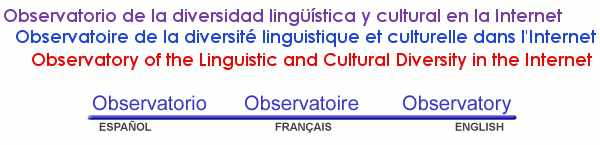 Observatorio de la diversidad lingüística y cultural en la Internet
Observatoire de la diversité linguistique et culturelle dans l'Internet
Observatory of the Linguistic and Cultural Diversity in the Internet
Observatorio Observatoire Observatory
ESPAÑOL FRANÇAIS ENGLISH